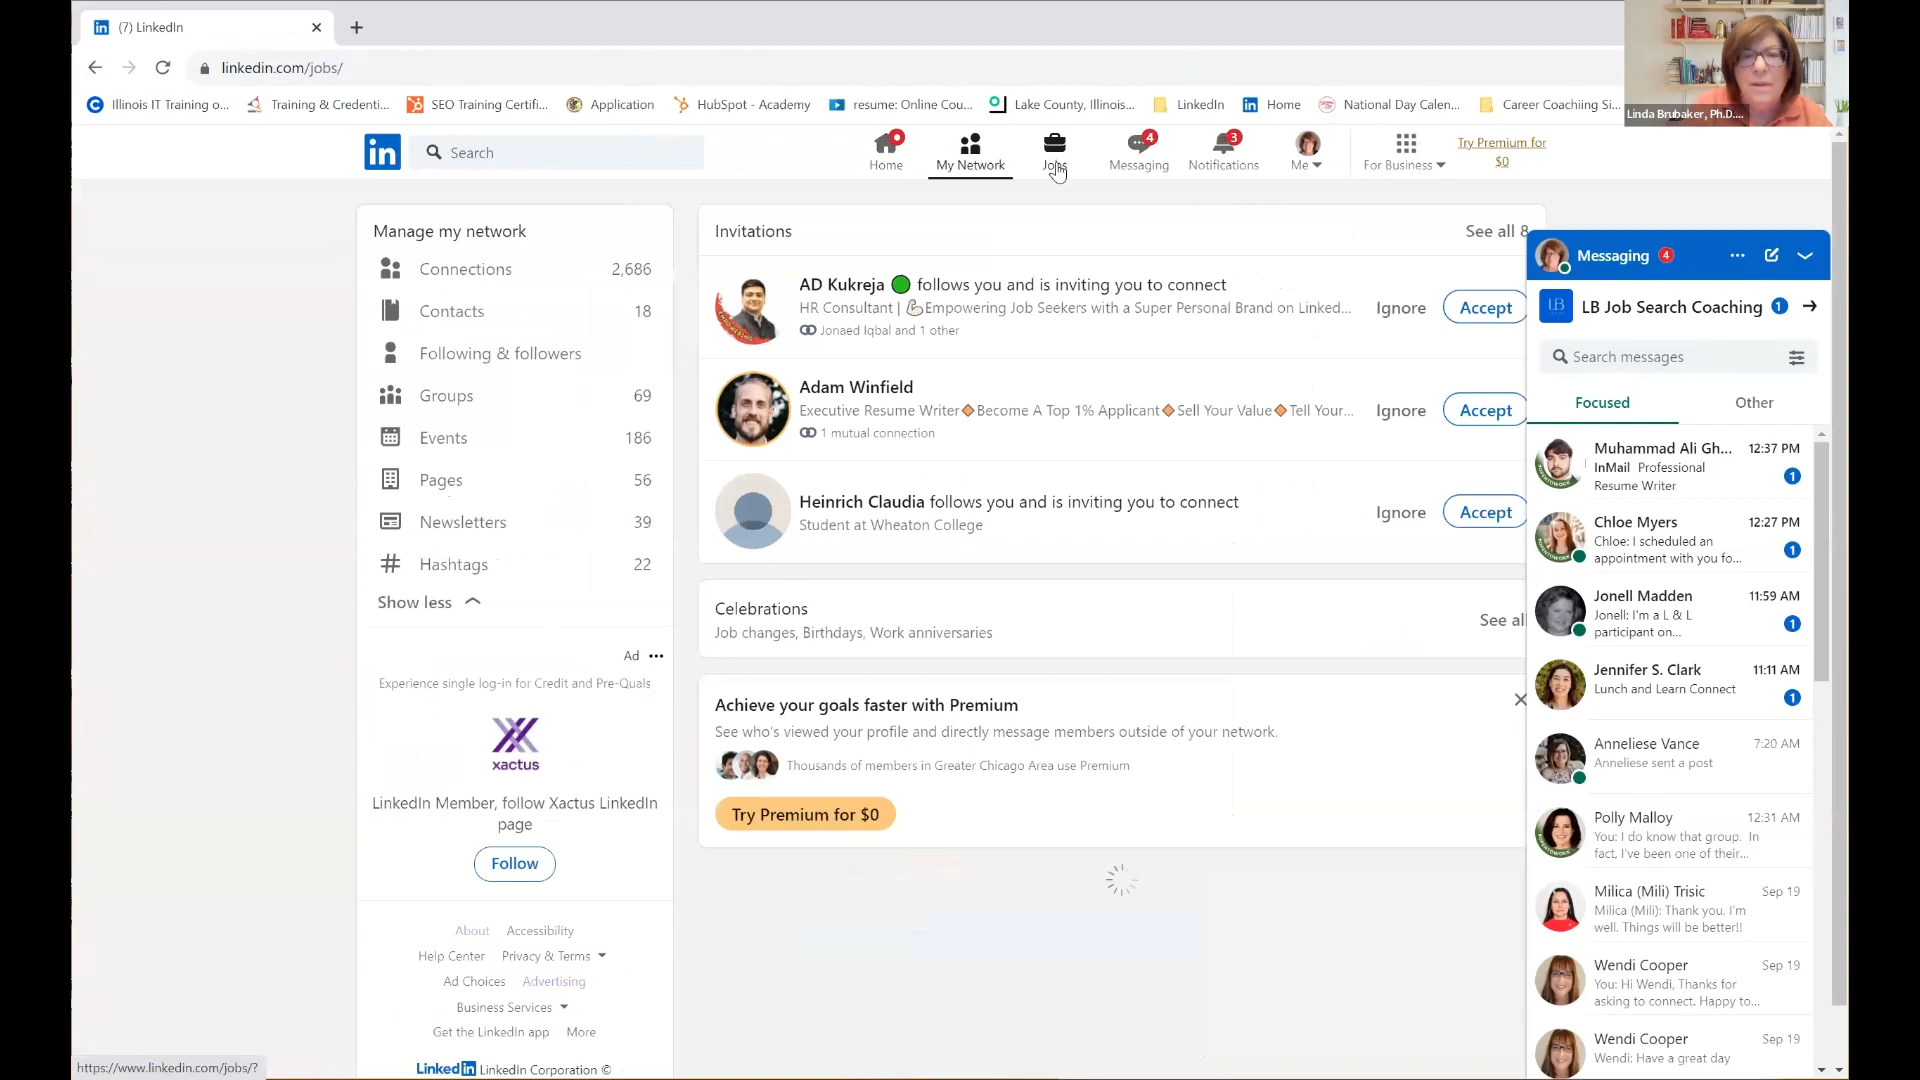 (7) LinkedIn
linkedin.com/jobs/
Illinois IT Training o...
Training & Credenti...
SEO Training Certifi...
Application
HubSpot - Academy
resume: Online Cou...
Lake County, Illinois...
LinkedIn
Home
National Day Calen...
Career Coachiing Si...
Linda Brubaker, Ph.D....
in
Search
Home
My Network
Jobs
4
Messaging
3
Notifications
Me
For Business
Try Premium for
$0
Manage my network
Connections 2,686
Contacts 18
Following & followers
Groups 69
Events 186
Pages 56
Newsletters 39
Hashtags 22
Show less
Ad
Experience single log-in for Credit and Pre-Quals
xactus
LinkedIn Member, follow Xactus LinkedIn
page
Follow
About Accessibility
Help Center Privacy & Terms
Ad Choices Advertising
Business Services
Get the LinkedIn app More
LinkedIn LinkedIn Corporation ©
https://www.linkedin.com/jobs/?
Invitations See all 8
AD Kukreja follows you and is inviting you to connect
HR Consultant | Empowering Job Seekers with a Super Personal Brand on Linked...
Jonaed Iqbal and 1 other
Ignore Accept
Adam Winfield
Executive Resume Writer Become A Top 1% Applicant Sell Your Value Tell Your...
1 mutual connection
Ignore Accept
Heinrich Claudia follows you and is inviting you to connect
Student at Wheaton College
Ignore Accept
Celebrations
Job changes, Birthdays, Work anniversaries
See all
Achieve your goals faster with Premium
See who's viewed your profile and directly message members outside of your network.
Thousands of members in Greater Chicago Area use Premium
Try Premium for $0
Messaging 4
LB
LB Job Search Coaching 1
Search messages
Focused Other
Muhammad Ali Gh... 12:37 PM
InMail Professional
Resume Writer
1
Chloe Myers 12:27 PM
Chloe: I scheduled an
appointment with you fo...
1
Jonell Madden 11:59 AM
Jonell: I'm a L & L
participant on...
1
Jennifer S. Clark 11:11 AM
Lunch and Learn Connect
1
Anneliese Vance 7:20 AM
Anneliese sent a post
Polly Malloy 12:31 AM
You: I do know that group. In
fact, I've been one of their...
Milica (Mili) Trisic Sep 19
Milica (Mili): Thank you, I'm
well. Things will be better!!
Wendi Cooper Sep 19
You: Hi Wendi, Thanks for
asking to connect. Happy to...
Wendi Cooper Sep 19
Wendi: Have a great day